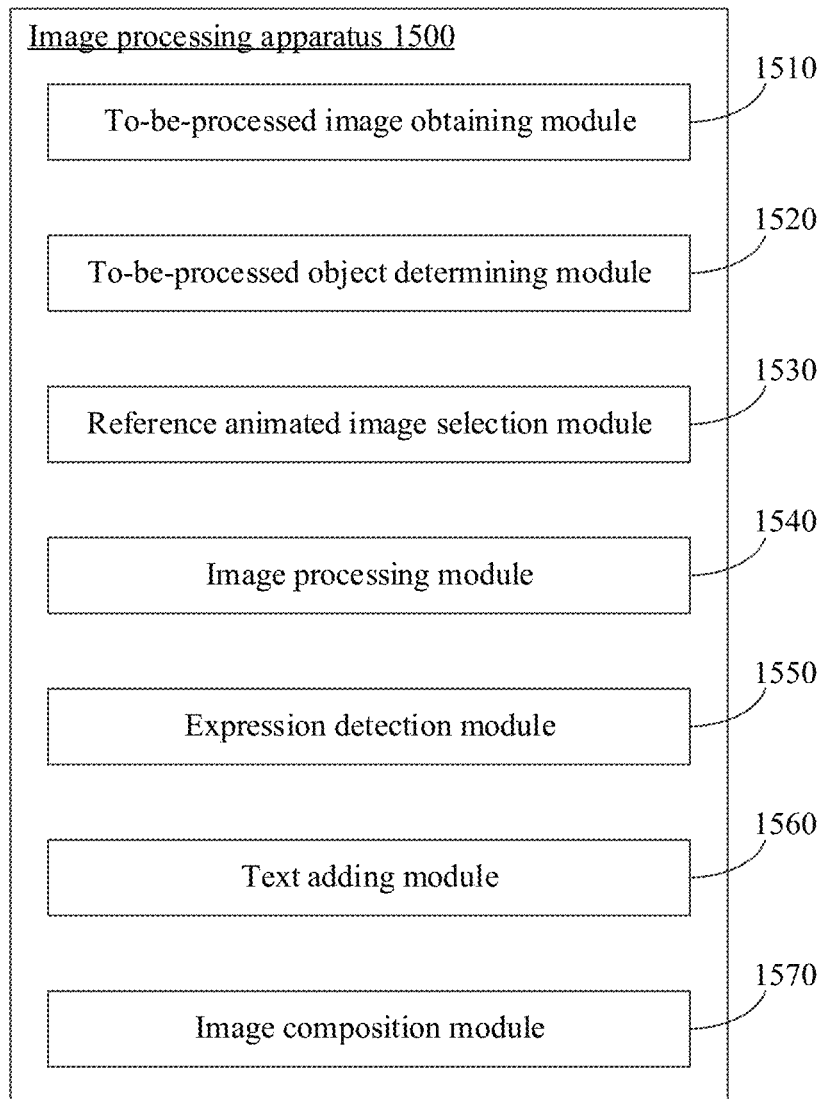 Image processing apparatus 1500
1510
To-be-processed image obtaining module
1520
To-be-processed object determining module
1530
Reference animated image selection module
1540
Image processing module
1550
Expression detection module
1560
Text adding module
1570
Image composition module